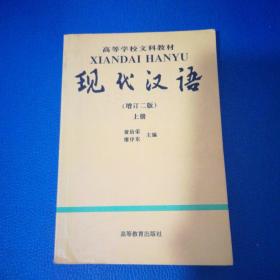 高等学校文科教材
XIANDAI HANYU
现代汉语
(增订二版)
上册
黄伯荣
廖序东 主编
高等教育出版社